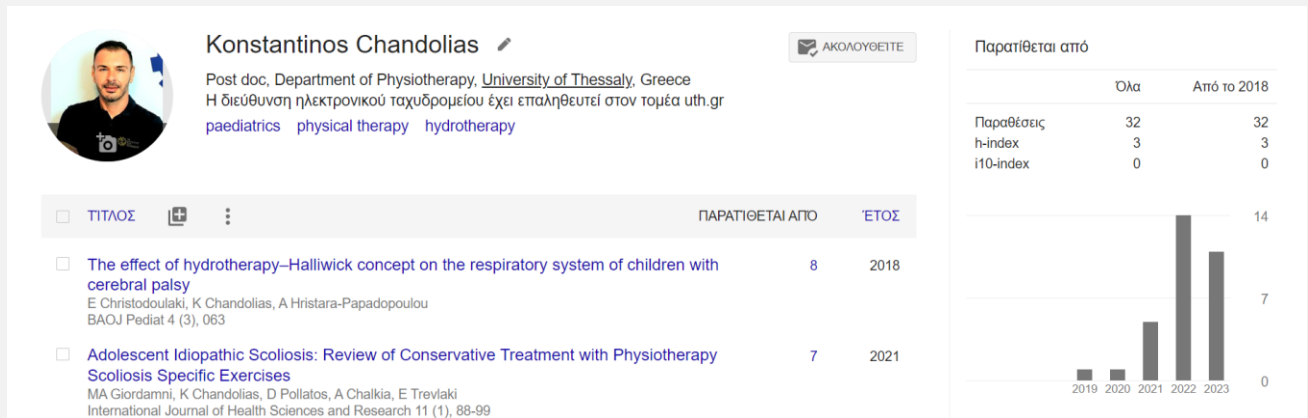 Konstantinos Chandolias
Post doc, Department of Physiotherapy, University of Thessaly, Greece
Η διεύθυνση ηλεκτρονικού ταχυδρομείου έχει επαληθευτεί στον τομέα uth.gr
paediatrics physical therapy hydrotherapy
ΑΚΟΛΟΥΘΕΙΤΕ
ΤΊΤΛΟΣ ΠΑΡΑΤΊΘΕΤΑΙ ΑΠΌ ΈΤΟΣ
The effect of hydrotherapy–Halliwick concept on the respiratory system of children with 8 2018
cerebral palsy
E Christodoulaki, K Chandolias, A Hristara-Papadopoulou
BAOJ Pediat 4 (3), 063
Adolescent Idiopathic Scoliosis: Review of Conservative Treatment with Physiotherapy 7 2021
Scoliosis Specific Exercises
MA Giordamni, K Chandolias, D Pollatos, A Chalkia, E Trevlaki
International Journal of Health Sciences and Research 11 (1), 88-99
Παρατίθεται από
Όλα Από το 2018
Παραθέσεις 32 32
h-index 3 3
i10-index 0 0
14
7
0
2019 2020 2021 2022 2023